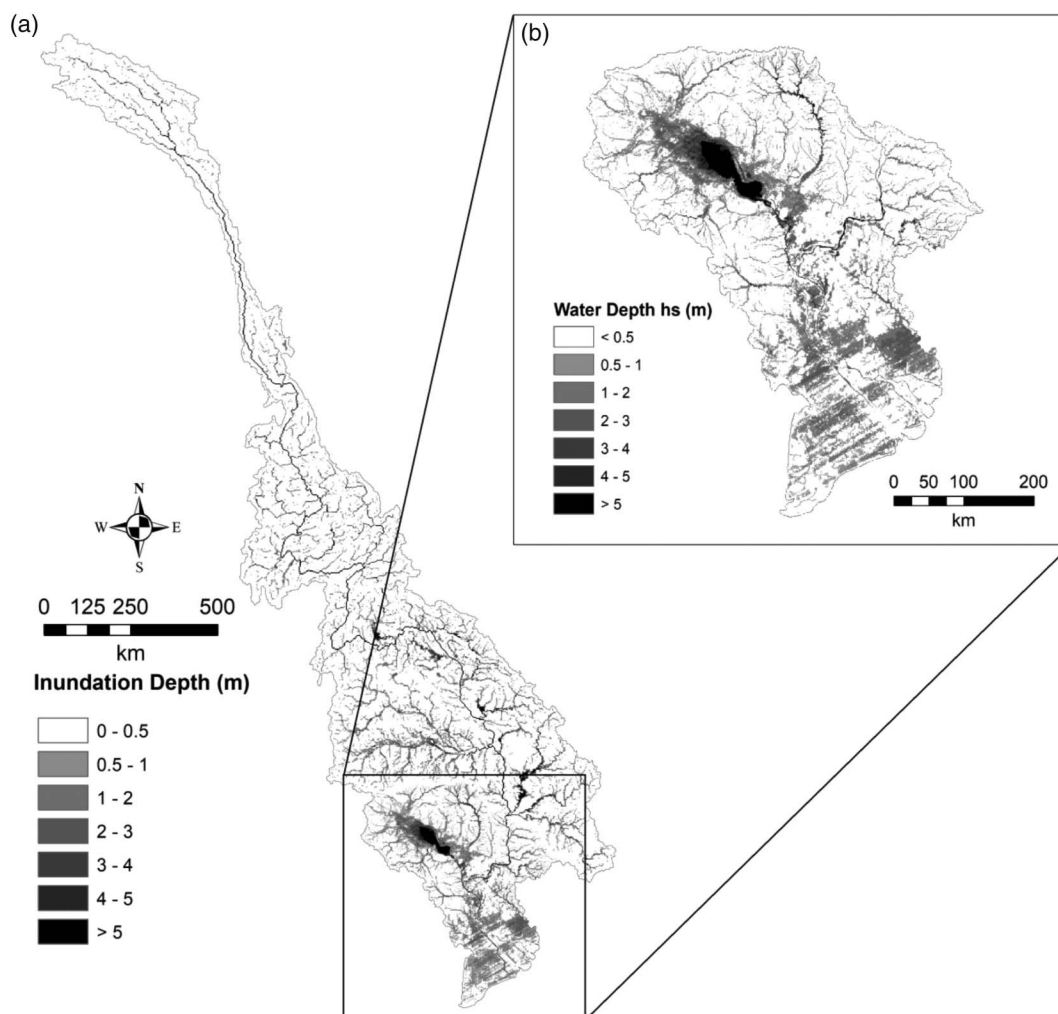 (a)
(b)
Water Depth hs (m)
< 0.5
0.5 - 1
1 - 2
2 - 3
3 - 4
4 - 5
> 5
0 50 100 200
km
N
W E
S
0 125 250 500
km
Inundation Depth (m)
0 - 0.5
0.5 - 1
1 - 2
2 - 3
3 - 4
4 - 5
> 5